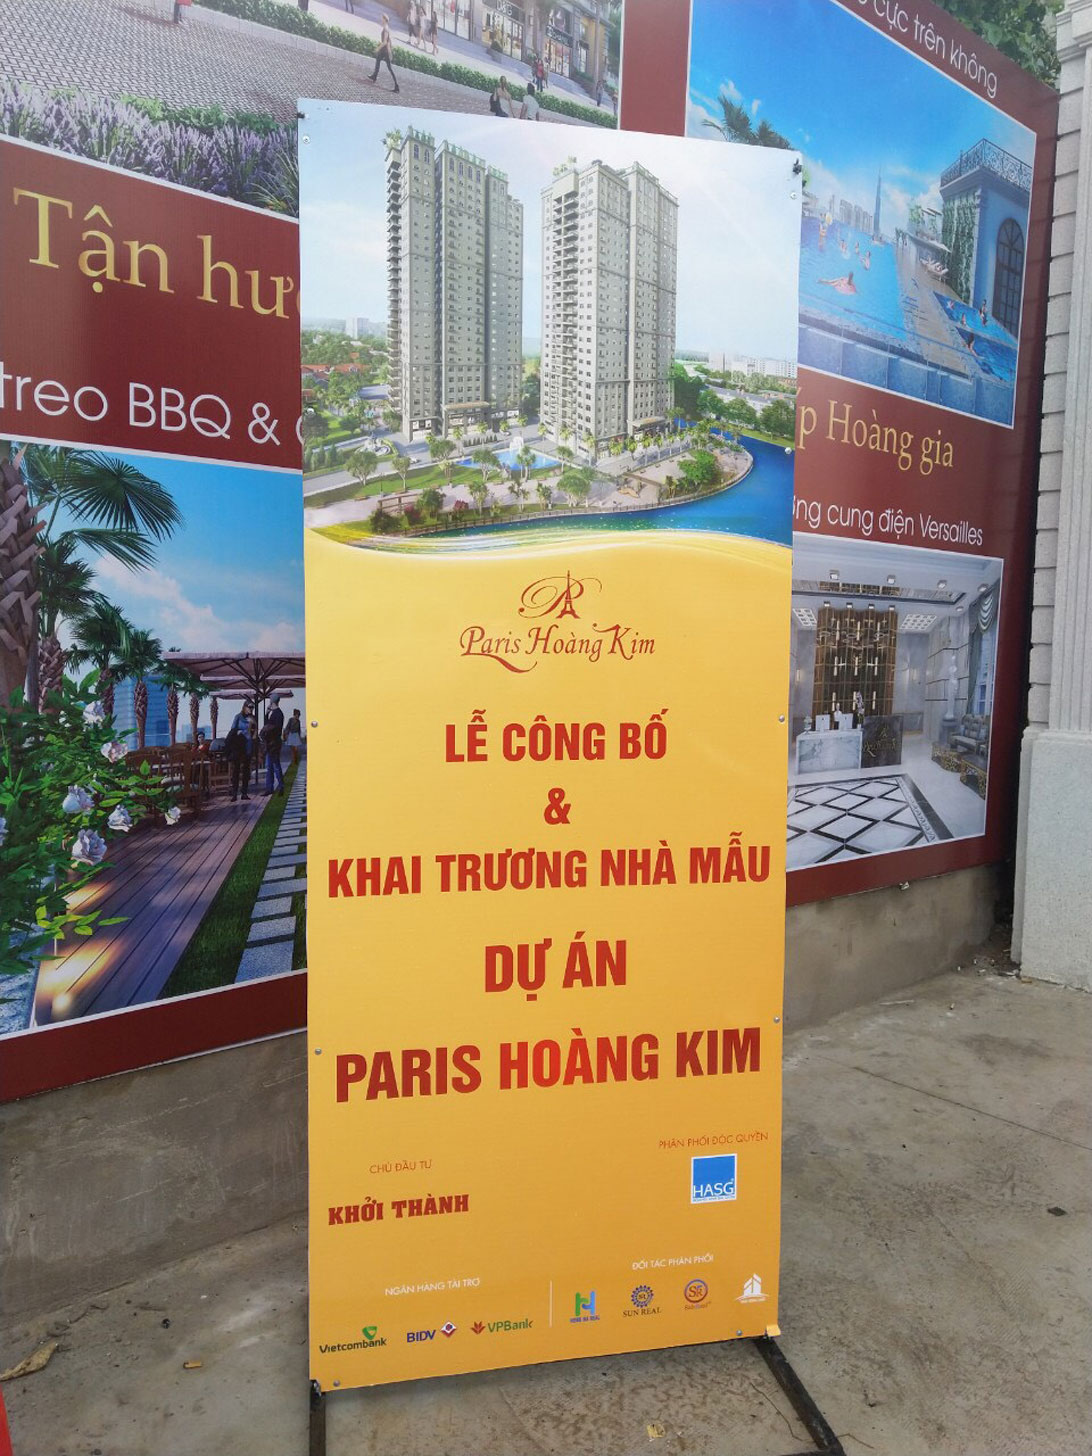 cực trên không
Tận hư
treo BBQ &
Hoàng gia
cung điện Versailles
Paris Hoàng Kim
LỄ CÔNG BỐ
&
KHAI TRƯƠNG NHÀ MẪU
DỰ ÁN
PARIS HOÀNG KIM
CHỦ ĐẦU TƯ
KHỞI THÀNH
PHÂN PHỐI ĐỘC QUYỀN
HASG
NGÂN HÀNG TÀI TRỢ
Vietcombank
BIDV
VPBank
ĐỐI TÁC PHÂN PHỐI
SUN REAL